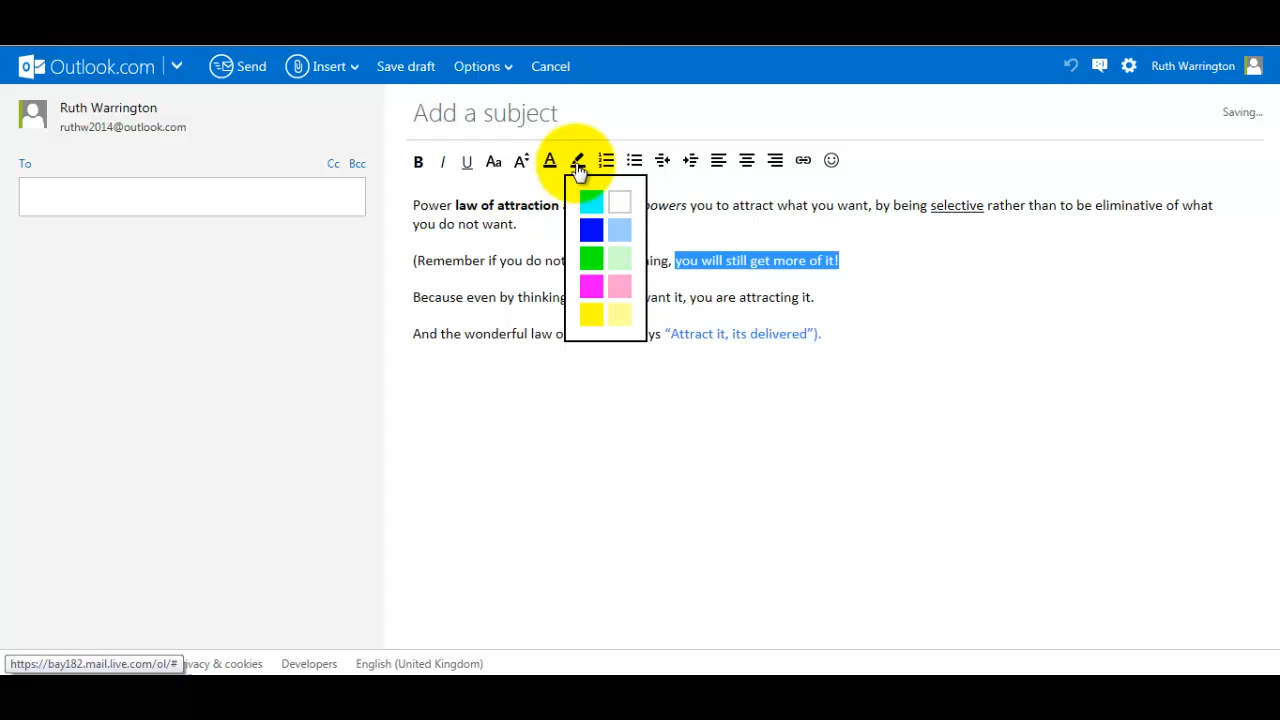 Outlook.com Send Insert Save draft Options Cancel Ruth Warrington
Ruth Warrington
ruthw2014@outlook.com
To Cc Bcc
Add a subject Saving...
B I U Aa A A
Power law of attraction powers you to attract what you want, by being selective rather than to be eliminative of what
you do not want.
(Remember if you do not ing, you will still get more of it!
Because even by thinking want it, you are attracting it.
And the wonderful law o ys “Attract it, its delivered”).
https://bay182.mail.live.com/ol/# ivacy & cookies Developers English (United Kingdom)